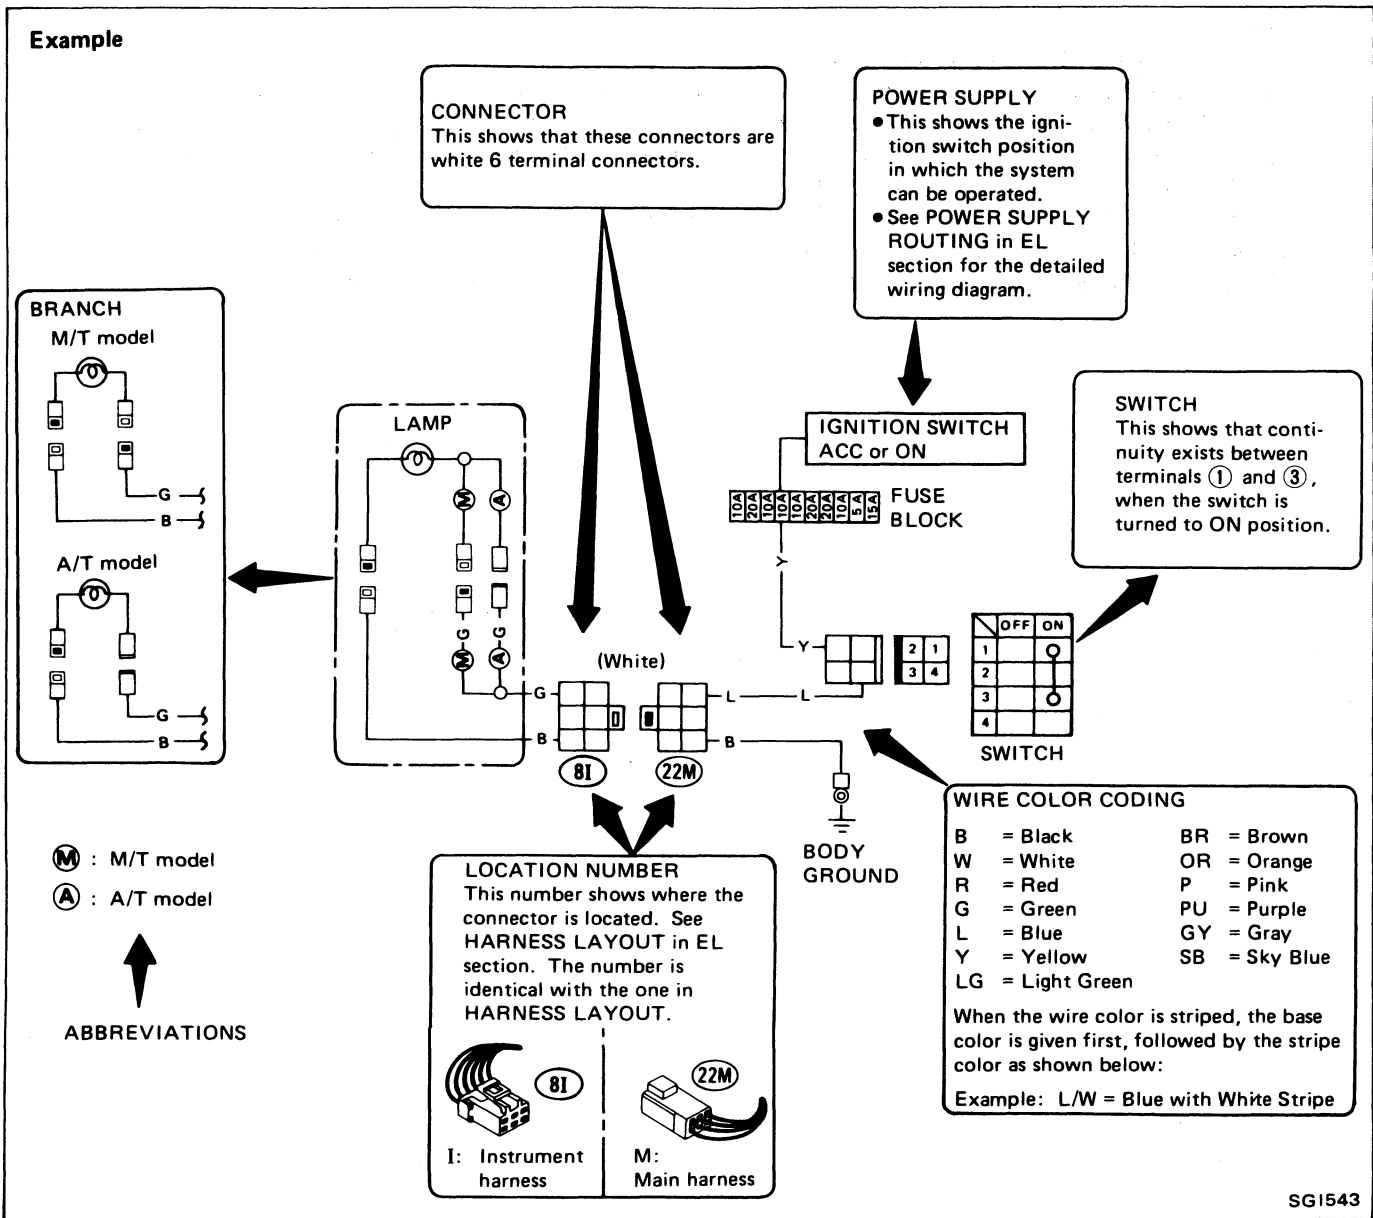 Example
CONNECTOR
This shows that these connectors are
white 6 terminal connectors.
POWER SUPPLY
●This shows the igni-
tion switch position
in which the system
can be operated.
●See POWER SUPPLY
ROUTING in EL
section for the detailed
wiring diagram.
BRANCH
M/T model
G
B
A/T model
G
B
LAMP
M
A
G
G
M
A
IGNITION SWITCH
ACC or ON
10A
20A
10A
10A
10A
20A
20A
10A
5A
15A
FUSE
BLOCK
Y
SWITCH
This shows that conti-
nuity exists between
terminals ① and ③,
when the switch is
turned to ON position.
(White)
G
B
8I
22M
L
B
Y
L
2 1
3 4
OFF ON
1
2
3
4
SWITCH
BODY
GROUND
WIRE COLOR CODING
B = Black BR = Brown
W = White OR = Orange
R = Red P = Pink
G = Green PU = Purple
L = Blue GY = Gray
Y = Yellow SB = Sky Blue
LG = Light Green
When the wire color is striped, the base
color is given first, followed by the stripe
color as shown below:
Example: L/W = Blue with White Stripe
M : M/T model
A : A/T model
ABBREVIATIONS
LOCATION NUMBER
This number shows where the
connector is located. See
HARNESS LAYOUT in EL
section. The number is
identical with the one in
HARNESS LAYOUT.
8I
I: Instrument
harness
22M
M:
Main harness
SGI543